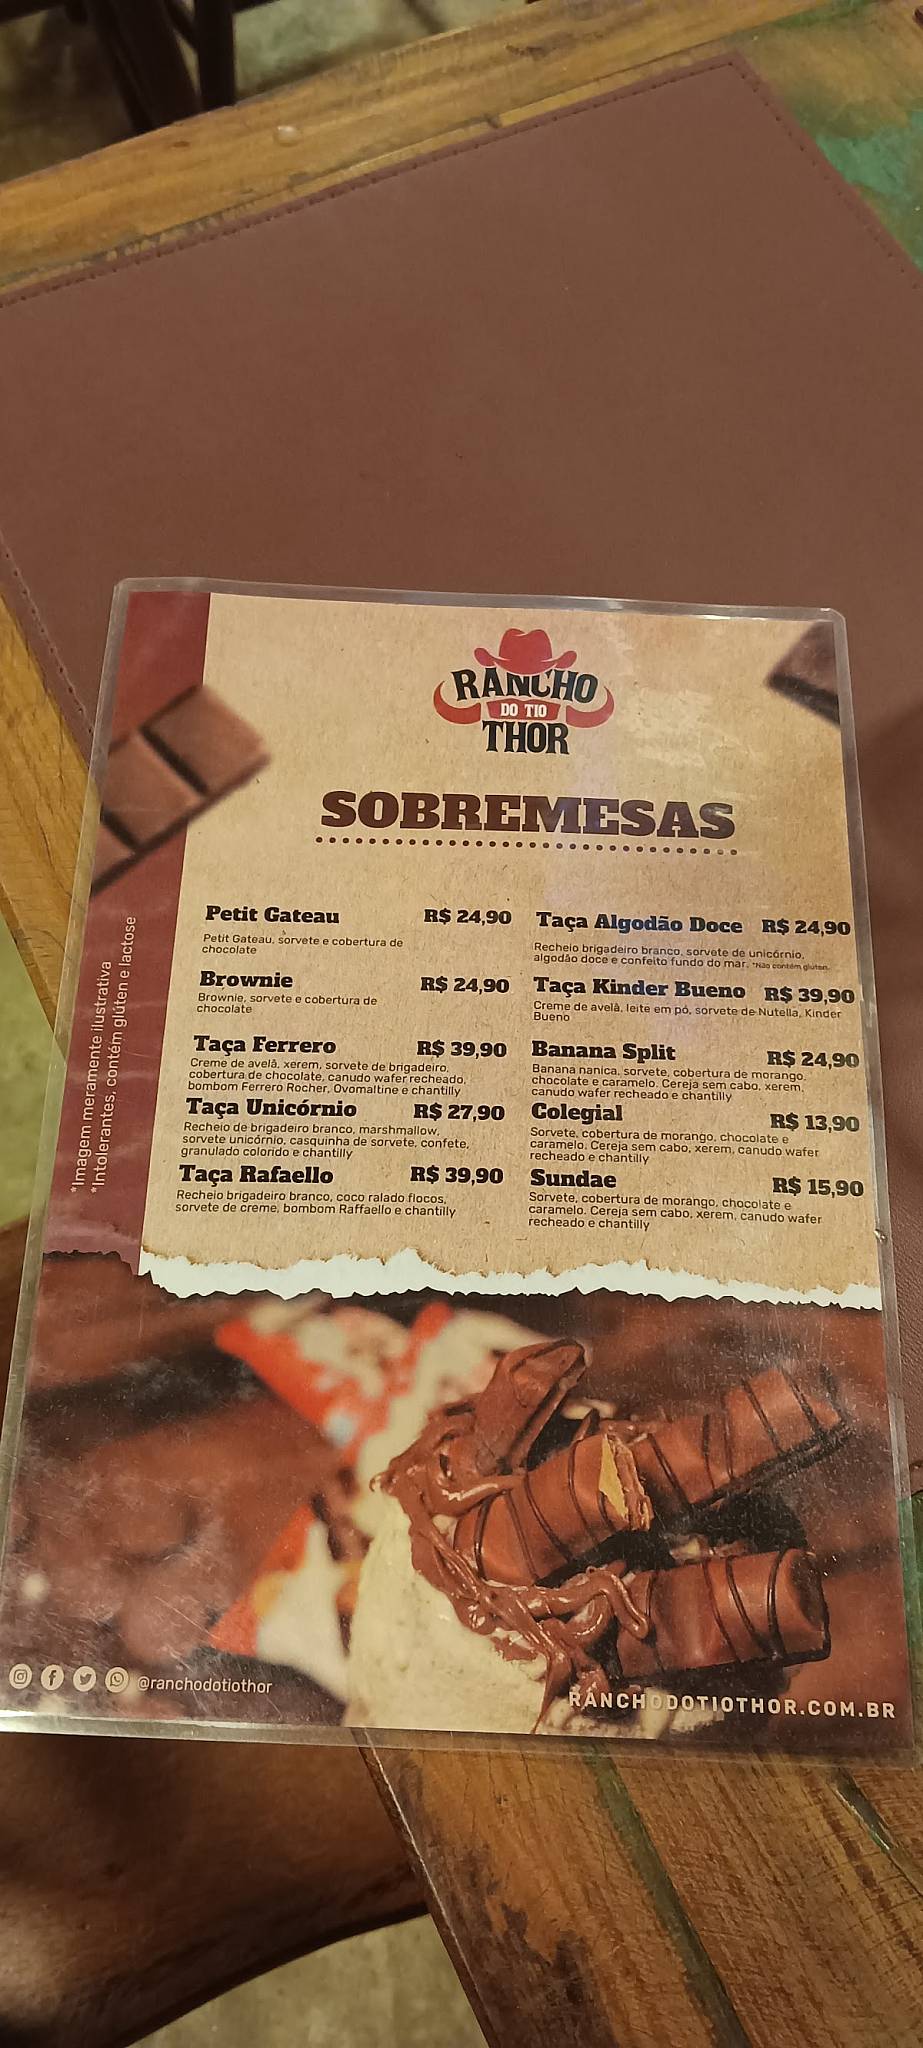 RANCHO
DO TIO
THOR
SOBREMESAS
Petit Gateau R$ 24,90
Petit Gateau, sorvete e cobertura de
chocolate
Brownie R$ 24,90
Brownie, sorvete e cobertura de
chocolate
Taça Ferrero R$ 39,90
Creme de avelã, xerem, sorvete de brigadeiro,
cobertura de chocolate, canudo wafer recheado,
bombom Ferrero Rocher, Ovomaltine e chantilly
Taça Unicórnio R$ 27,90
Recheio de brigadeiro branco, marshmallow,
sorvete unicórnio, casquinha de sorvete, confete,
granulado colorido e chantilly
Taça Rafaello R$ 39,90
Recheio brigadeiro branco, coco ralado flocos,
sorvete de creme, bombom Raffaello e chantilly
Taça Algodão Doce R$ 24,90
Recheio brigadeiro branco, sorvete de unicórnio,
algodão doce e confeito fundo do mar. *Não contém glúten.
Taça Kinder Bueno R$ 39,90
Creme de avelã, leite em pó, sorvete de Nutella, Kinder
Bueno
Banana Split R$ 24,90
Banana nanica, sorvete, cobertura de morango,
chocolate e caramelo. Cereja sem cabo, xerem,
canudo wafer recheado e chantilly
Colegial R$ 13,90
Sorvete, cobertura de morango, chocolate e
caramelo. Cereja sem cabo, xerem, canudo wafer
recheado e chantilly
Sundae R$ 15,90
Sorvete, cobertura de morango, chocolate e
caramelo. Cereja sem cabo, xerem, canudo wafer
recheado e chantilly
*Imagem meramente ilustrativa
*Intolerantes, contém glúten e lactose
@ranchodotiothor
RANCHODOTIOTHOR.COM.BR